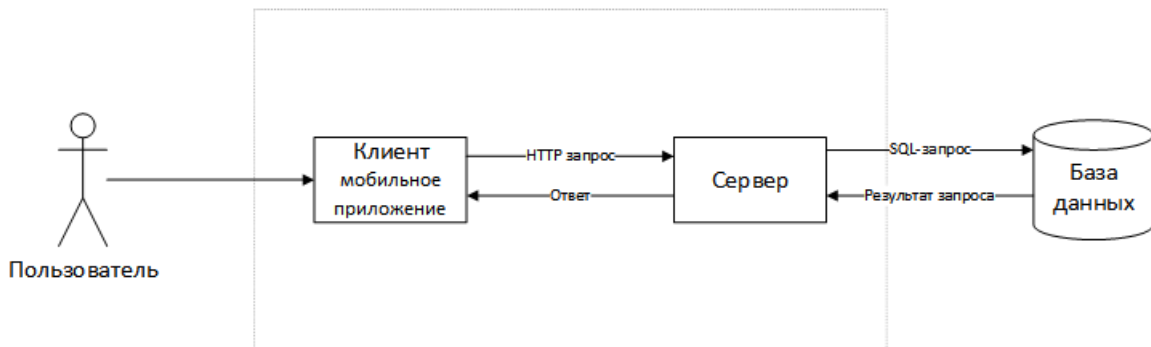 Пользователь
Клиент
мобильное
приложение
HTTP запрос
Ответ
Сервер
SQL-запрос
Результат запроса
База
данных